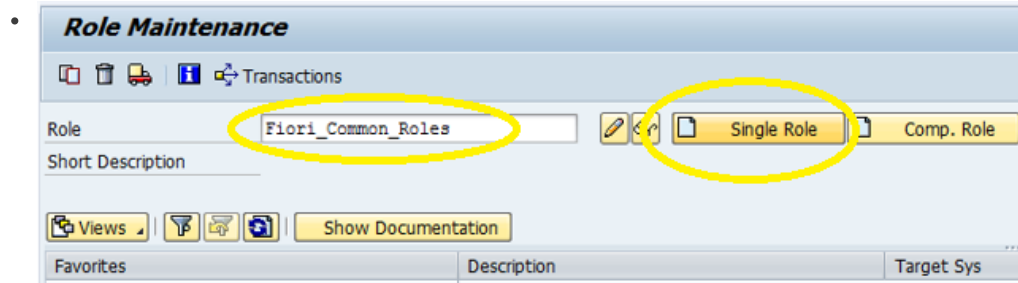 Role Maintenance
Transactions
Role Fiori_Common_Roles Single Role Comp. Role
Short Description
Views Show Documentation
Favorites Description Target Sys